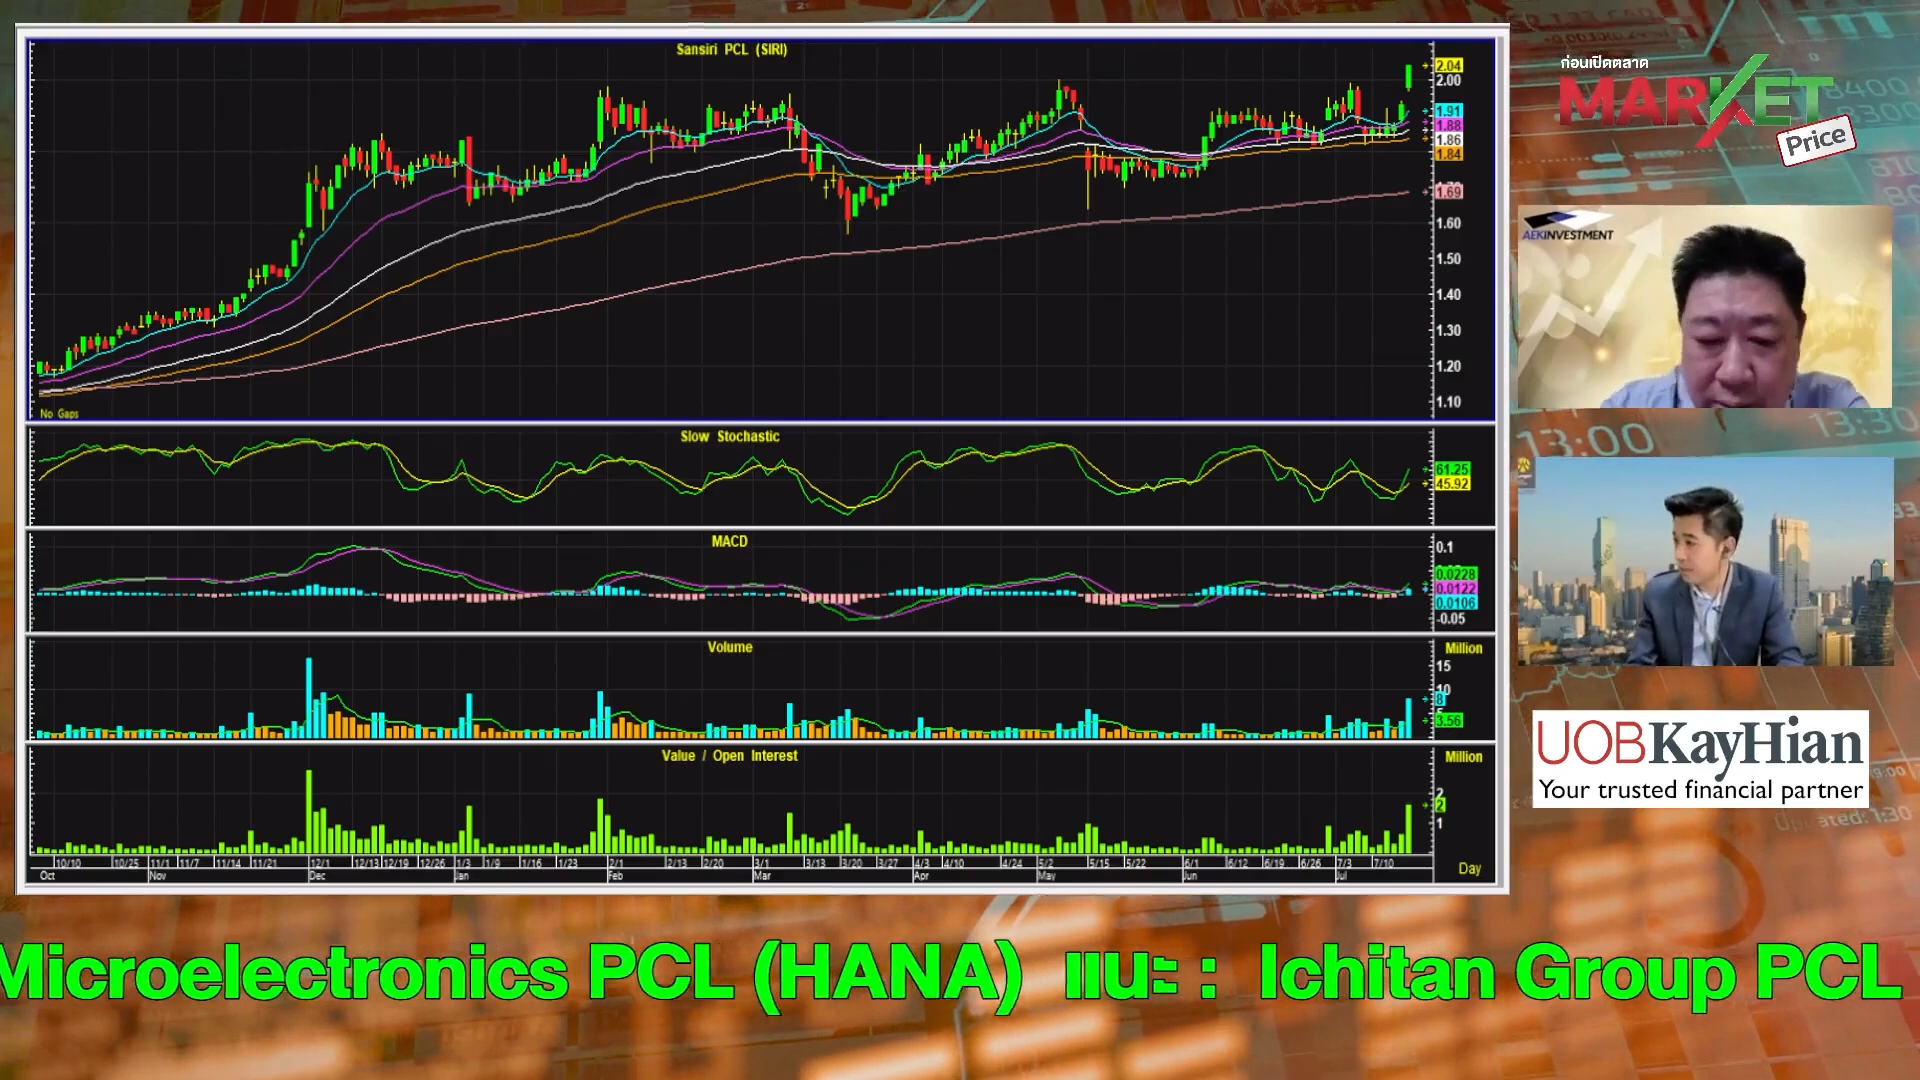 Sansiri PCL (SIRI)
2.04
2.00
1.91
1.88
1.86
1.84
1.69
1.60
1.50
1.40
1.30
1.20
1.10
No Gaps
Slow Stochastic
61.25
45.92
MACD
0.1
0.0228
0.0122
0.0106
-0.05
Volume
Million
15
10
8
3.56
Value / Open Interest
Million
2
2
1
10/10 10/25 11/1 11/7 11/14 11/21 12/1 12/13 12/19 12/26 1/3 1/9 1/16 1/23 2/1 2/13 2/20 3/1 3/13 3/20 3/27 4/3 4/10 4/24 5/2 5/15 5/22 6/1 6/12 6/19 6/26 7/3 7/10
Oct Nov Dec Jan Feb Mar Apr May Jun Jul
Day
ก่อนเปิดตลาด
MARKET
Price
AEKINVESTMENT
13:00
13:30
UOBKayHian
Your trusted financial partner
Microelectronics PCL (HANA) แนะ : Ichitan Group PCL